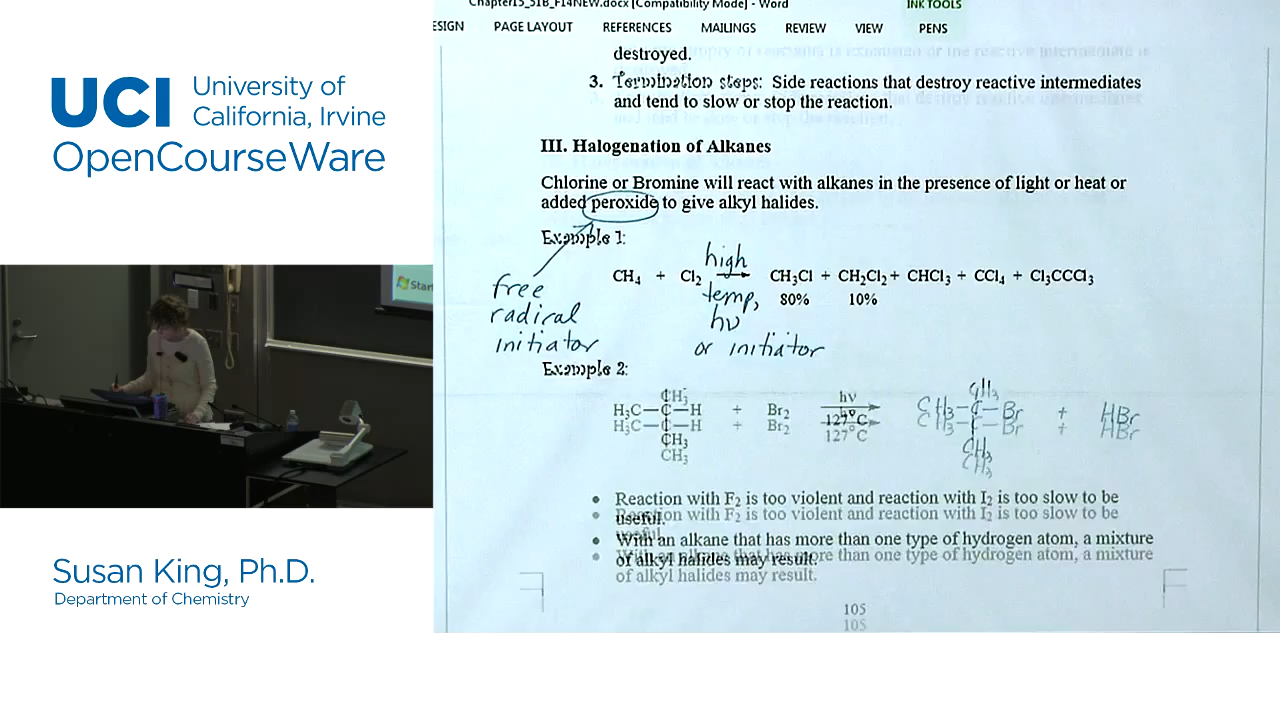 UCI University of
California, Irvine
OpenCourseWare
Start
Susan King, Ph.D.
Department of Chemistry
Chapter15_51B_F14NEW.docx [Compatibility Mode] - Word
INK TOOLS
ESIGN PAGE LAYOUT REFERENCES MAILINGS REVIEW VIEW PENS
destroyed.
3. Termination steps: Side reactions that destroy reactive intermediates
and tend to slow or stop the reaction.
III. Halogenation of Alkanes
Chlorine or Bromine will react with alkanes in the presence of light or heat or
added peroxide to give alkyl halides.
Example 1:
free
radical
initiator
high
CH₄ + Cl₂ → CH₃Cl + CH₂Cl₂ + CHCl₃ + CCl₄ + Cl₃CCCl₃
temp, 80% 10%
hν
or initiator
Example 2:
CH₃ hν CH₃
H₃C—C—H + Br₂ → CH₃—C—Br + HBr
CH₃ 127°C CH₃
• Reaction with F₂ is too violent and reaction with I₂ is too slow to be
useful.
• With an alkane that has more than one type of hydrogen atom, a mixture
of alkyl halides may result.
105